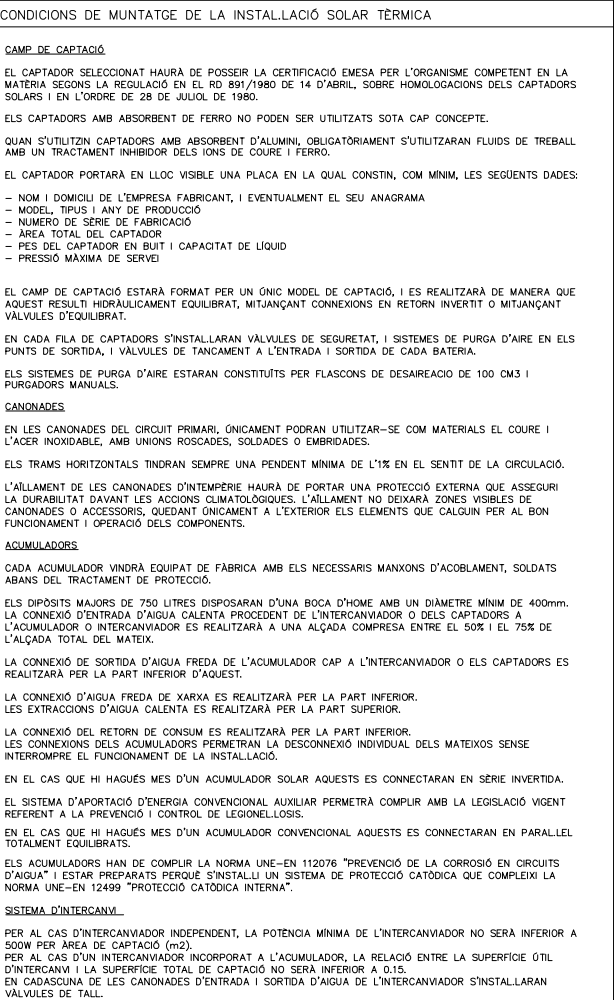 CONDICIONS DE MUNTATGE DE LA INSTAL.LACIÓ SOLAR TÈRMICA
CAMP DE CAPTACIÓ
EL CAPTADOR SELECCIONAT HAURÀ DE POSSEIR LA CERTIFICACIÓ EMESA PER L'ORGANISME COMPETENT EN LA
MATÈRIA SEGONS LA REGULACIÓ EN EL RD 891/1980 DE 14 D'ABRIL, SOBRE HOMOLOGACIONS DELS CAPTADORS
SOLARS I EN L'ORDRE DE 28 DE JULIOL DE 1980.
ELS CAPTADORS AMB ABSORBENT DE FERRO NO PODEN SER UTILITZATS SOTA CAP CONCEPTE.
QUAN S'UTILITZIN CAPTADORS AMB ABSORBENT D'ALUMINI, OBLIGATÒRIAMENT S'UTILITZARAN FLUIDS DE TREBALL
AMB UN TRACTAMENT INHIBIDOR DELS IONS DE COURE I FERRO.
EL CAPTADOR PORTARÀ EN LLOC VISIBLE UNA PLACA EN LA QUAL CONSTIN, COM MÍNIM, LES SEGÜENTS DADES:
– NOM I DOMICILI DE L'EMPRESA FABRICANT, I EVENTUALMENT EL SEU ANAGRAMA
– MODEL, TIPUS I ANY DE PRODUCCIÓ
– NUMERO DE SÈRIE DE FABRICACIÓ
– ÀREA TOTAL DEL CAPTADOR
– PES DEL CAPTADOR EN BUIT I CAPACITAT DE LÍQUID
– PRESSIÓ MÀXIMA DE SERVEI
EL CAMP DE CAPTACIÓ ESTARÀ FORMAT PER UN ÚNIC MODEL DE CAPTACIÓ, I ES REALITZARÀ DE MANERA QUE
AQUEST RESULTI HIDRÀULICAMENT EQUILIBRAT, MITJANÇANT CONNEXIONS EN RETORN INVERTIT O MITJANÇANT
VÀLVULES D'EQUILIBRAT.
EN CADA FILA DE CAPTADORS S'INSTAL.LARAN VÀLVULES DE SEGURETAT, I SISTEMES DE PURGA D'AIRE EN ELS
PUNTS DE SORTIDA, I VÀLVULES DE TANCAMENT A L'ENTRADA I SORTIDA DE CADA BATERIA.
ELS SISTEMES DE PURGA D'AIRE ESTARAN CONSTITUÏTS PER FLASCONS DE DESAIREACIO DE 100 CM3 I
PURGADORS MANUALS.
CANONADES
EN LES CANONADES DEL CIRCUIT PRIMARI, ÚNICAMENT PODRAN UTILITZAR–SE COM MATERIALS EL COURE I
L'ACER INOXIDABLE, AMB UNIONS ROSCADES, SOLDADES O EMBRIDADES.
ELS TRAMS HORITZONTALS TINDRAN SEMPRE UNA PENDENT MÍNIMA DE L'1% EN EL SENTIT DE LA CIRCULACIÓ.
L'AÏLLAMENT DE LES CANONADES D'INTEMPÈRIE HAURÀ DE PORTAR UNA PROTECCIÓ EXTERNA QUE ASSEGURI
LA DURABILITAT DAVANT LES ACCIONS CLIMATOLÒGIQUES. L'AÏLLAMENT NO DEIXARÀ ZONES VISIBLES DE
CANONADES O ACCESSORIS, QUEDANT ÚNICAMENT A L'EXTERIOR ELS ELEMENTS QUE CALGUIN PER AL BON
FUNCIONAMENT I OPERACIÓ DELS COMPONENTS.
ACUMULADORS
CADA ACUMULADOR VINDRÀ EQUIPAT DE FÀBRICA AMB ELS NECESSARIS MANXONS D'ACOBLAMENT, SOLDATS
ABANS DEL TRACTAMENT DE PROTECCIÓ.
ELS DIPÒSITS MAJORS DE 750 LITRES DISPOSARAN D'UNA BOCA D'HOME AMB UN DIÀMETRE MÍNIM DE 400mm.
LA CONNEXIÓ D'ENTRADA D'AIGUA CALENTA PROCEDENT DE L'INTERCANVIADOR O DELS CAPTADORS A
L'ACUMULADOR O INTERCANVIADOR ES REALITZARÀ A UNA ALÇADA COMPRESA ENTRE EL 50% I EL 75% DE
L'ALÇADA TOTAL DEL MATEIX.
LA CONNEXIÓ DE SORTIDA D'AIGUA FREDA DE L'ACUMULADOR CAP A L'INTERCANVIADOR O ELS CAPTADORS ES
REALITZARÀ PER LA PART INFERIOR D'AQUEST.
LA CONNEXIÓ D'AIGUA FREDA DE XARXA ES REALITZARÀ PER LA PART INFERIOR.
LES EXTRACCIONS D'AIGUA CALENTA ES REALITZARÀ PER LA PART SUPERIOR.
LA CONNEXIÓ DEL RETORN DE CONSUM ES REALITZARÀ PER LA PART INFERIOR.
LES CONNEXIONS DELS ACUMULADORS PERMETRAN LA DESCONNEXIÓ INDIVIDUAL DELS MATEIXOS SENSE
INTERROMPRE EL FUNCIONAMENT DE LA INSTAL.LACIÓ.
EN EL CAS QUE HI HAGUÉS MES D'UN ACUMULADOR SOLAR AQUESTS ES CONNECTARAN EN SÈRIE INVERTIDA.
EL SISTEMA D'APORTACIÓ D'ENERGIA CONVENCIONAL AUXILIAR PERMETRÀ COMPLIR AMB LA LEGISLACIÓ VIGENT
REFERENT A LA PREVENCIÓ I CONTROL DE LEGIONEL.LOSIS.
EN EL CAS QUE HI HAGUÉS MES D'UN ACUMULADOR CONVENCIONAL AQUESTS ES CONNECTARAN EN PARAL.LEL
TOTALMENT EQUILIBRATS.
ELS ACUMULADORS HAN DE COMPLIR LA NORMA UNE–EN 112076 "PREVENCIÓ DE LA CORROSIÓ EN CIRCUITS
D'AIGUA" I ESTAR PREPARATS PERQUÈ S'INSTAL.LI UN SISTEMA DE PROTECCIÓ CATÒDICA QUE COMPLEIXI LA
NORMA UNE–EN 12499 "PROTECCIÓ CATÒDICA INTERNA".
SISTEMA D'INTERCANVI
PER AL CAS D'INTERCANVIADOR INDEPENDENT, LA POTÈNCIA MÍNIMA DE L'INTERCANVIADOR NO SERÀ INFERIOR A
500W PER ÀREA DE CAPTACIÓ (m2).
PER AL CAS D'UN INTERCANVIADOR INCORPORAT A L'ACUMULADOR, LA RELACIÓ ENTRE LA SUPERFÍCIE ÚTIL
D'INTERCANVI I LA SUPERFÍCIE TOTAL DE CAPTACIÓ NO SERÀ INFERIOR A 0.15.
EN CADASCUNA DE LES CANONADES D'ENTRADA I SORTIDA D'AIGUA DE L'INTERCANVIADOR S'INSTAL.LARAN
VÀLVULES DE TALL.